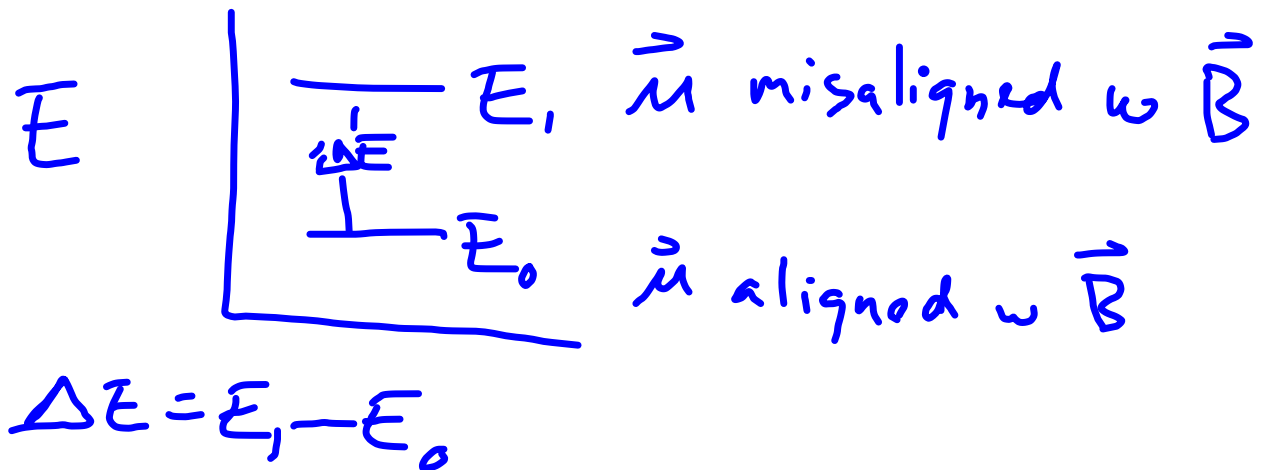 E
E₁ μ⃗ misaligned w B⃗
ΔE
E₀
μ⃗ aligned w B⃗
ΔE = E₁ — E₀